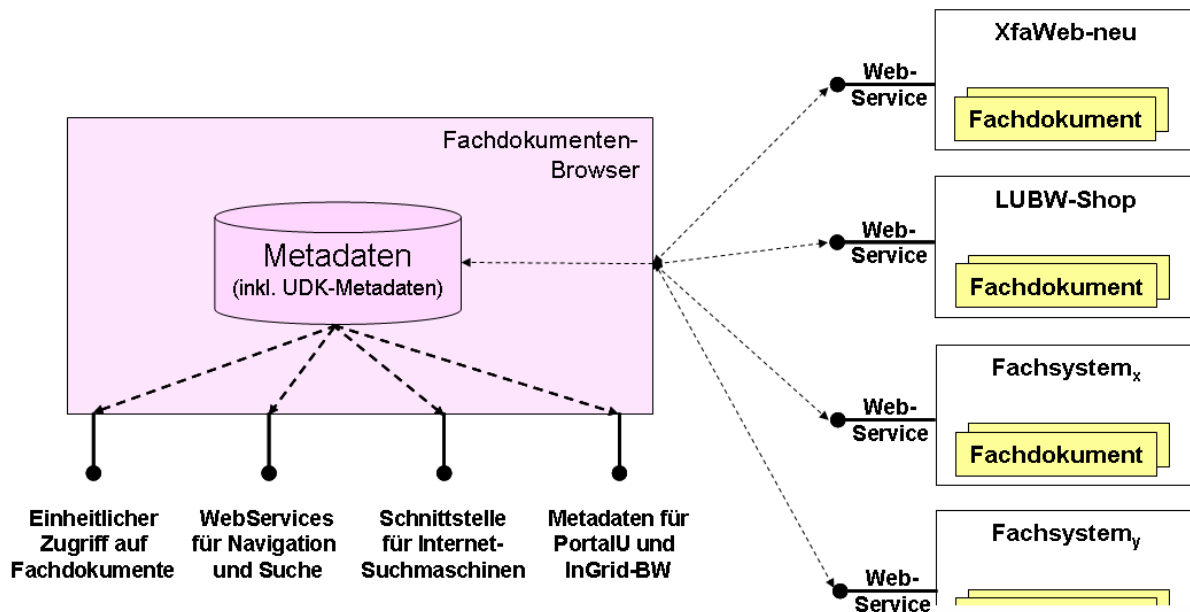 Fachdokumenten-
Browser
Metadaten
(inkl. UDK-Metadaten)
Einheitlicher
Zugriff auf
Fachdokumente
WebServices
für Navigation
und Suche
Schnittstelle
für Internet-
Suchmaschinen
Metadaten für
PortalU und
InGrid-BW
XfaWeb-neu
Web-
Service
Fachdokument
LUBW-Shop
Web-
Service
Fachdokument
Fachsystemx
Web-
Service
Fachdokument
Fachsystemy
Web-
Service